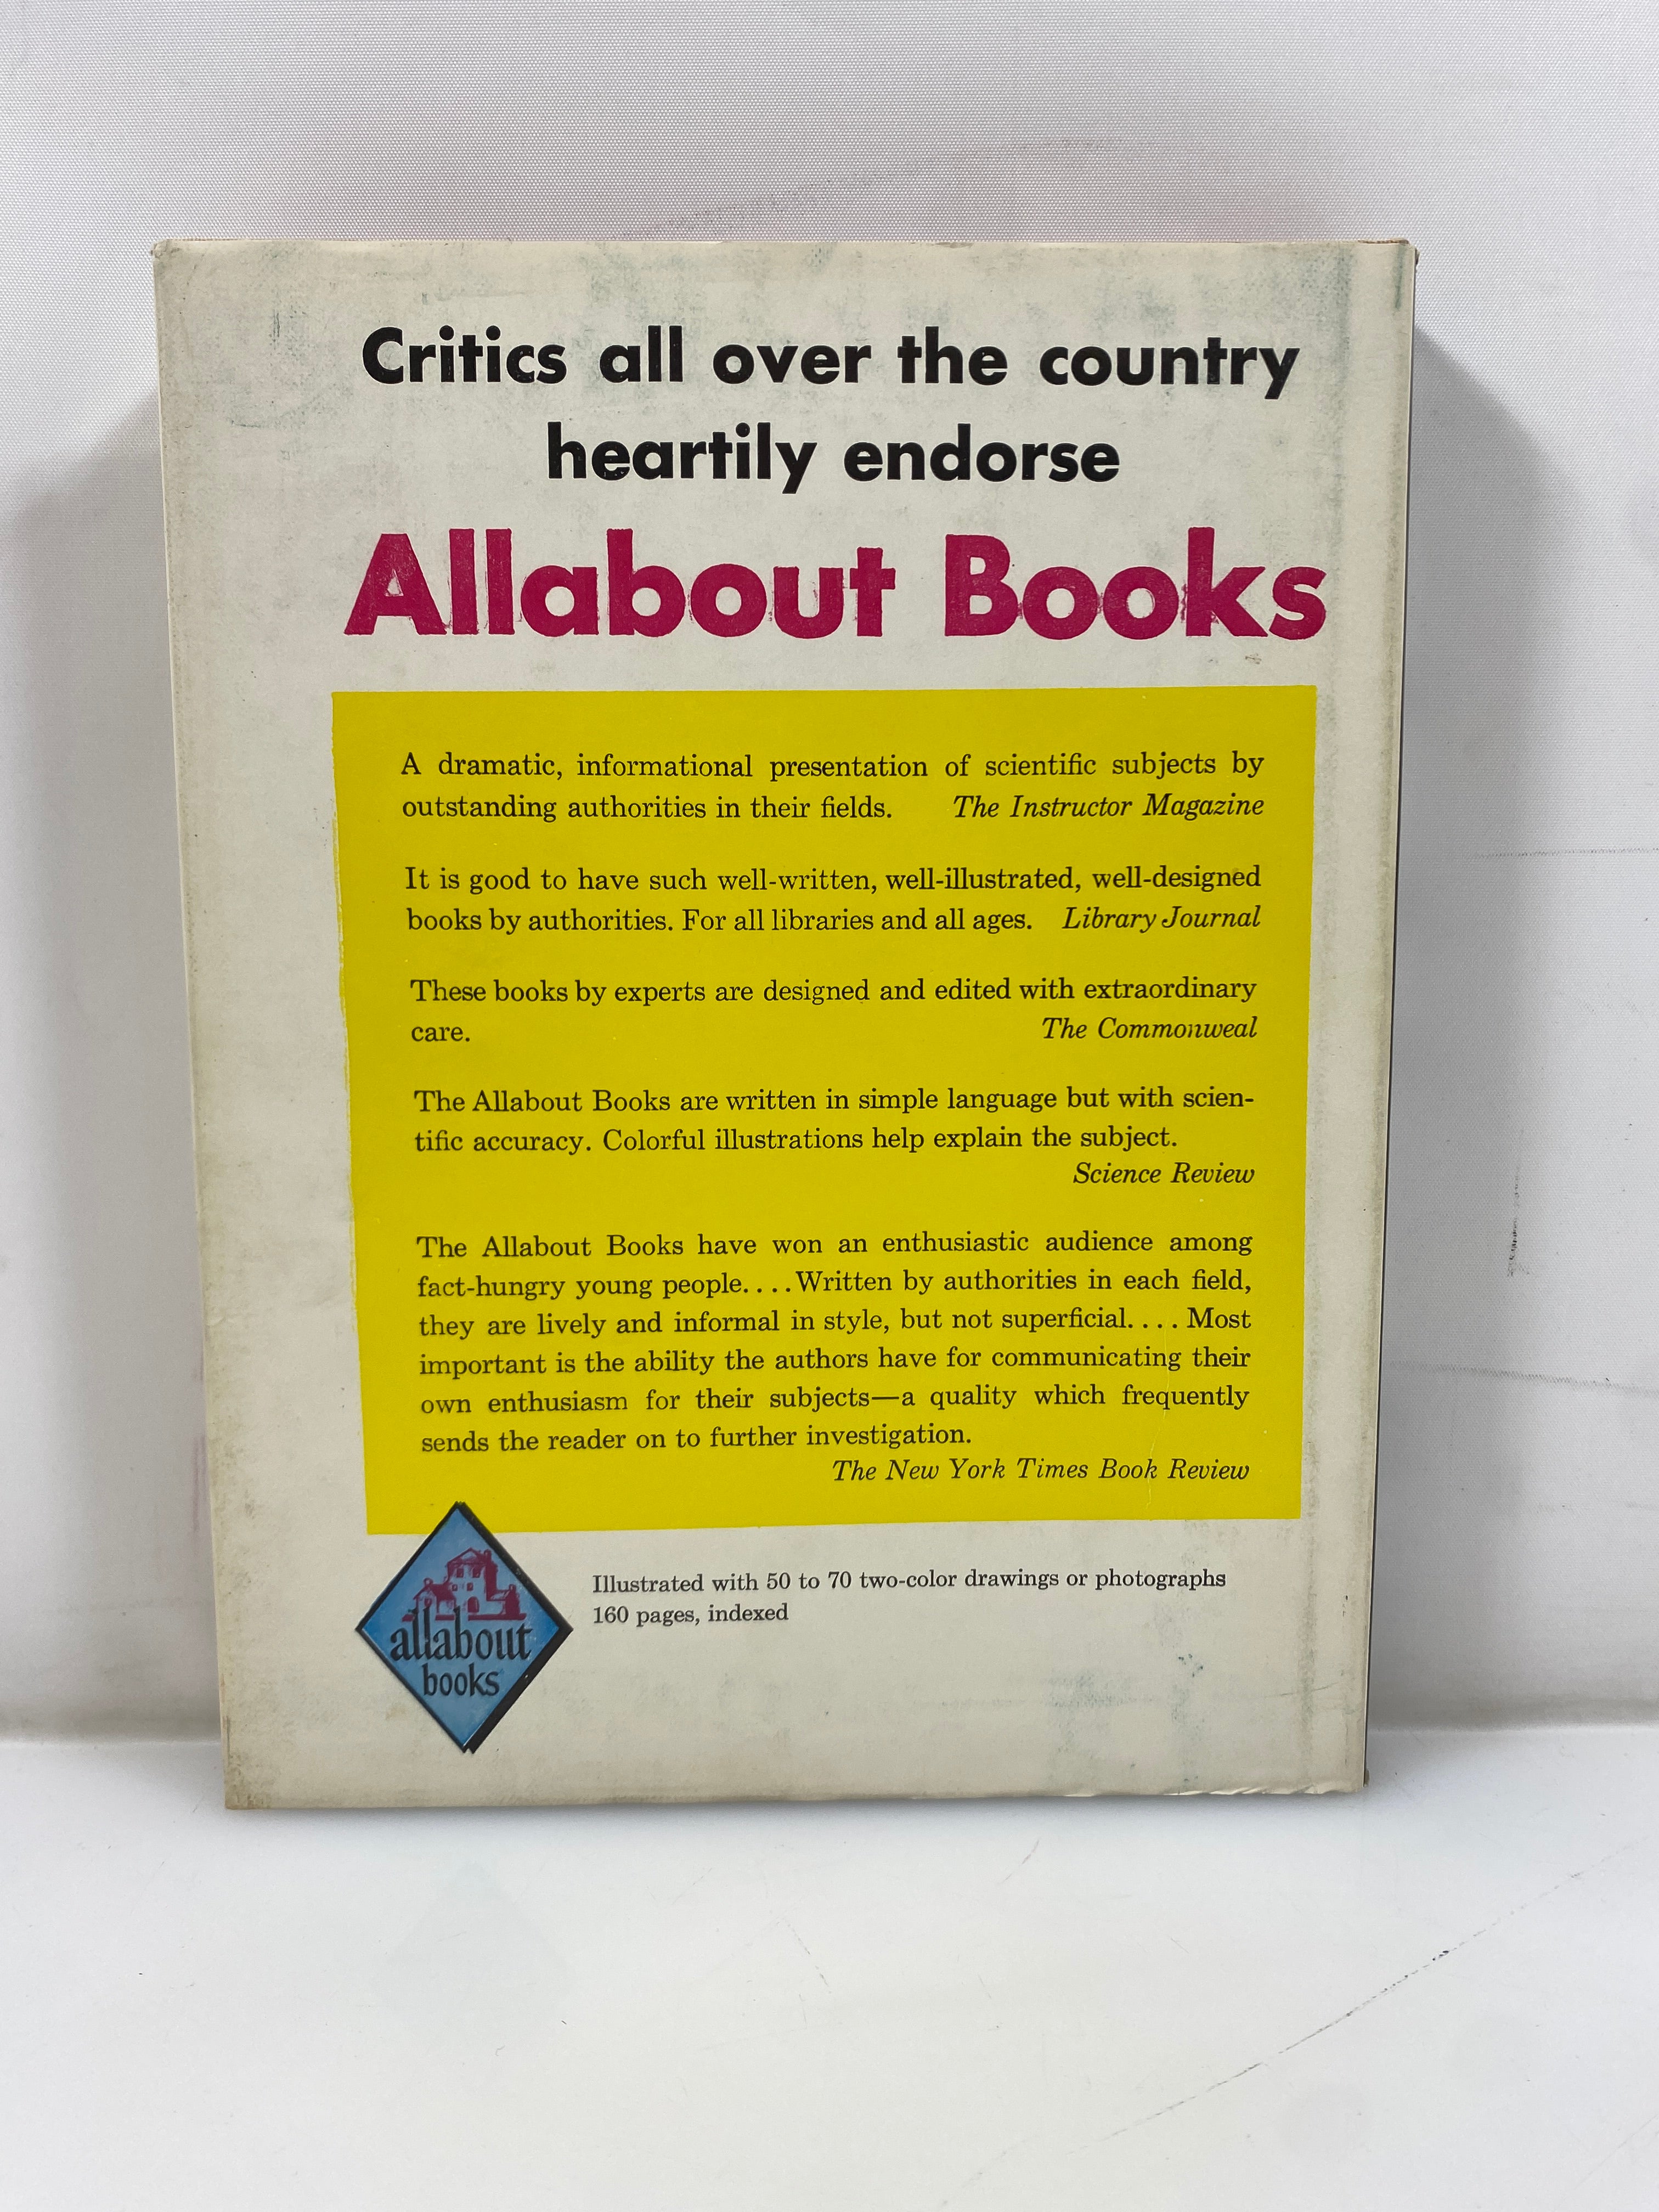 Critics all over the country
heartily endorse
Allabout Books
A dramatic, informational presentation of scientific subjects by
outstanding authorities in their fields. The Instructor Magazine
It is good to have such well-written, well-illustrated, well-designed
books by authorities. For all libraries and all ages. Library Journal
These books by experts are designed and edited with extraordinary
care. The Commonweal
The Allabout Books are written in simple language but with scien-
tific accuracy. Colorful illustrations help explain the subject.
Science Review
The Allabout Books have won an enthusiastic audience among
fact-hungry young people. . . . Written by authorities in each field,
they are lively and informal in style, but not superficial. . . . Most
important is the ability the authors have for communicating their
own enthusiasm for their subjects—a quality which frequently
sends the reader on to further investigation.
The New York Times Book Review
Illustrated with 50 to 70 two-color drawings or photographs
160 pages, indexed
allabout
books